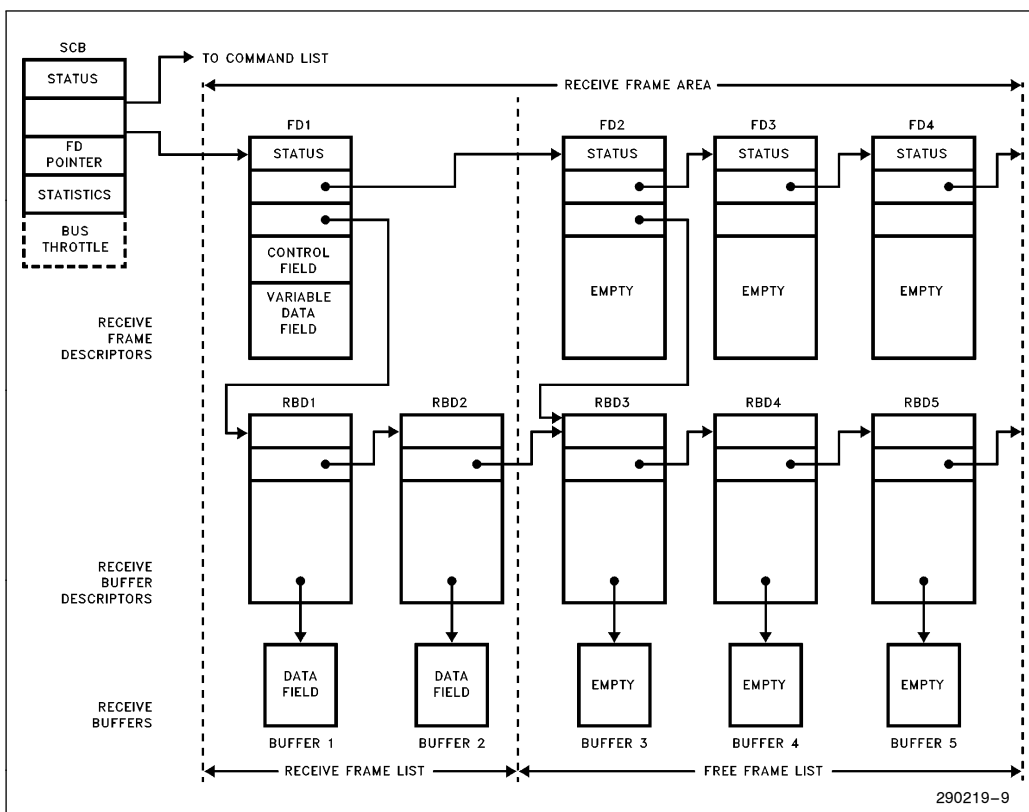 SCB
STATUS
FD
POINTER
STATISTICS
BUS
THROTTLE
TO COMMAND LIST
RECEIVE FRAME AREA
FD1
STATUS
CONTROL
FIELD
VARIABLE
DATA
FIELD
FD2
STATUS
EMPTY
FD3
STATUS
EMPTY
FD4
STATUS
EMPTY
RECEIVE
FRAME
DESCRIPTORS
RBD1
RBD2
RBD3
RBD4
RBD5
RECEIVE
BUFFER
DESCRIPTORS
DATA
FIELD
DATA
FIELD
EMPTY
EMPTY
EMPTY
RECEIVE
BUFFERS
BUFFER 1
BUFFER 2
BUFFER 3
BUFFER 4
BUFFER 5
RECEIVE FRAME LIST
FREE FRAME LIST
290219–9